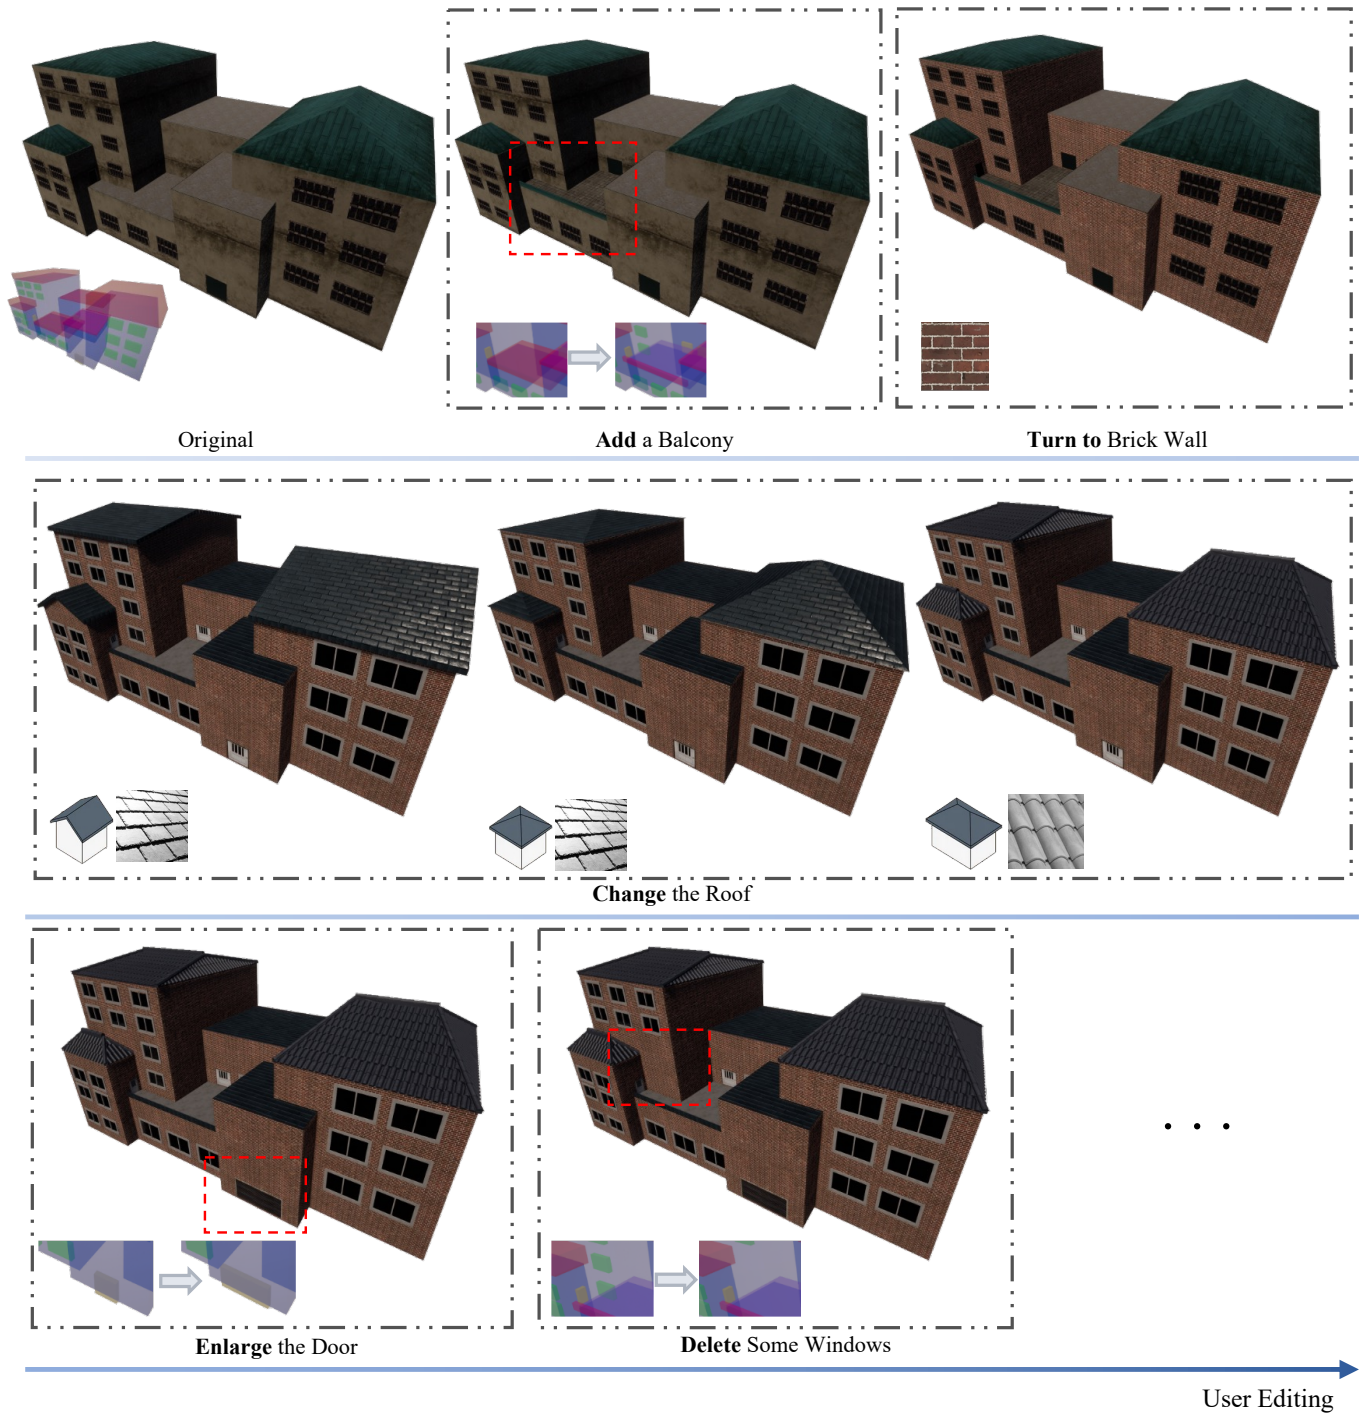 Original
Add a Balcony
Turn to Brick Wall
Change the Roof
. . .
Enlarge the Door
Delete Some Windows
User Editing